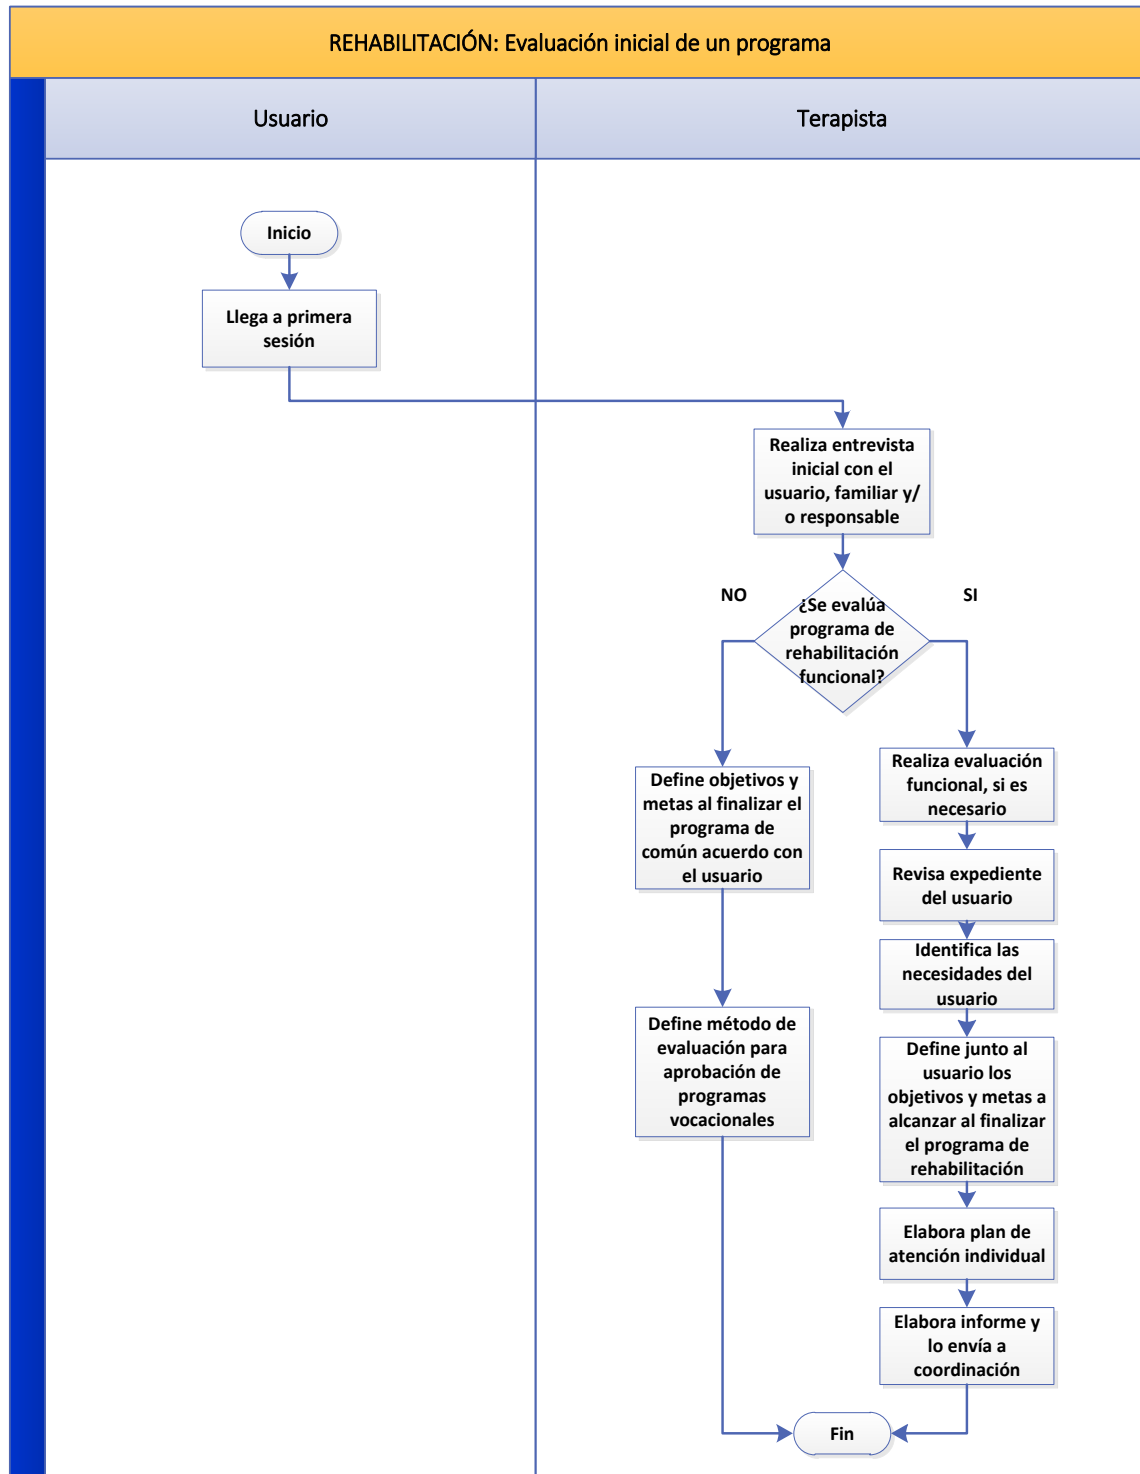 REHABILITACIÓN: Evaluación inicial de un programa
Usuario
Terapista
Inicio
Llega a primera
sesión
Realiza entrevista
inicial con el
usuario, familiar y/
o responsable
NO
SI
¿Se evalúa
programa de
rehabilitación
funcional?
Define objetivos y
metas al finalizar el
programa de
común acuerdo con
el usuario
Define método de
evaluación para
aprobación de
programas
vocacionales
Realiza evaluación
funcional, si es
necesario
Revisa expediente
del usuario
Identifica las
necesidades del
usuario
Define junto al
usuario los
objetivos y metas a
alcanzar al finalizar
el programa de
rehabilitación
Elabora plan de
atención individual
Elabora informe y
lo envía a
coordinación
Fin